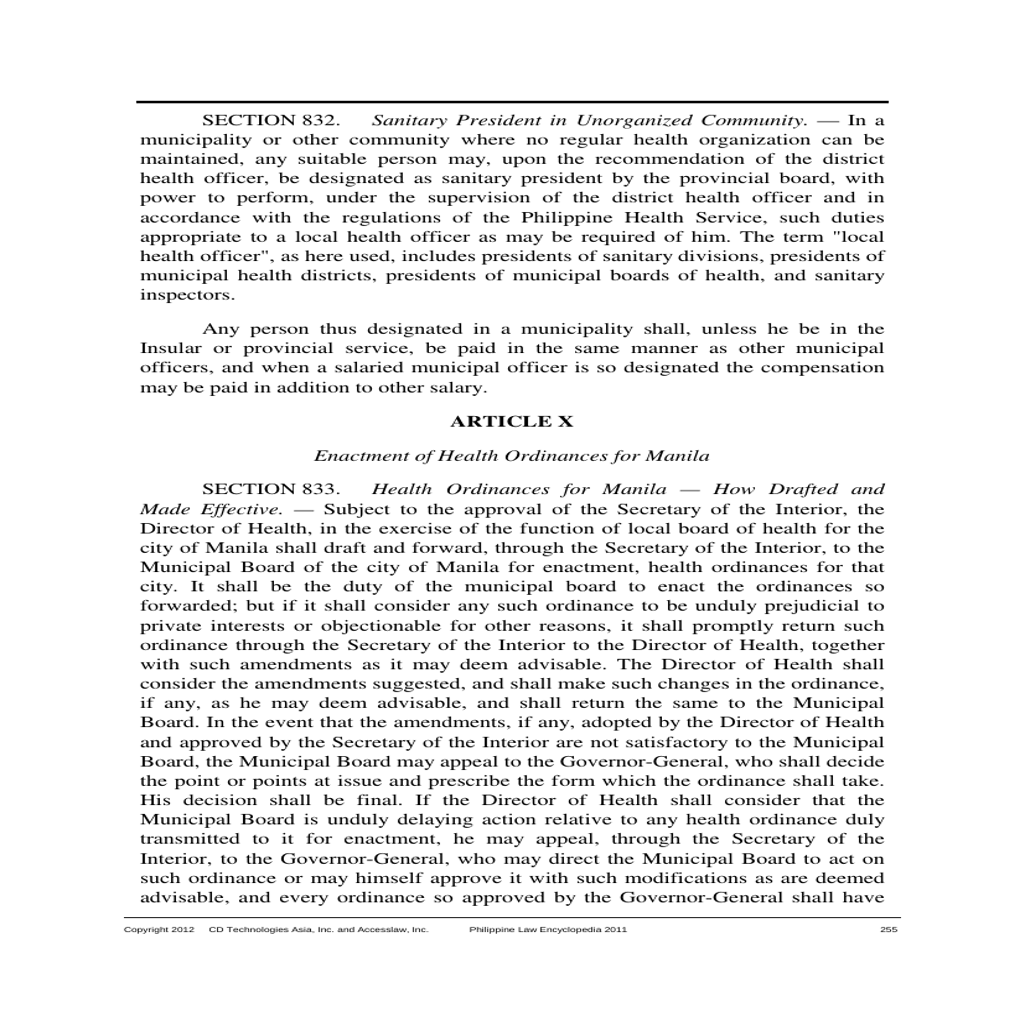 SECTION 832. Sanitary President in Unorganized Community. — In a
municipality or other community where no regular health organization can be
maintained, any suitable person may, upon the recommendation of the district
health officer, be designated as sanitary president by the provincial board, with
power to perform, under the supervision of the district health officer and in
accordance with the regulations of the Philippine Health Service, such duties
appropriate to a local health officer as may be required of him. The term "local
health officer", as here used, includes presidents of sanitary divisions, presidents of
municipal health districts, presidents of municipal boards of health, and sanitary
inspectors.
Any person thus designated in a municipality shall, unless he be in the
Insular or provincial service, be paid in the same manner as other municipal
officers, and when a salaried municipal officer is so designated the compensation
may be paid in addition to other salary.
ARTICLE X
Enactment of Health Ordinances for Manila
SECTION 833. Health Ordinances for Manila — How Drafted and
Made Effective. — Subject to the approval of the Secretary of the Interior, the
Director of Health, in the exercise of the function of local board of health for the
city of Manila shall draft and forward, through the Secretary of the Interior, to the
Municipal Board of the city of Manila for enactment, health ordinances for that
city. It shall be the duty of the municipal board to enact the ordinances so
forwarded; but if it shall consider any such ordinance to be unduly prejudicial to
private interests or objectionable for other reasons, it shall promptly return such
ordinance through the Secretary of the Interior to the Director of Health, together
with such amendments as it may deem advisable. The Director of Health shall
consider the amendments suggested, and shall make such changes in the ordinance,
if any, as he may deem advisable, and shall return the same to the Municipal
Board. In the event that the amendments, if any, adopted by the Director of Health
and approved by the Secretary of the Interior are not satisfactory to the Municipal
Board, the Municipal Board may appeal to the Governor-General, who shall decide
the point or points at issue and prescribe the form which the ordinance shall take.
His decision shall be final. If the Director of Health shall consider that the
Municipal Board is unduly delaying action relative to any health ordinance duly
transmitted to it for enactment, he may appeal, through the Secretary of the
Interior, to the Governor-General, who may direct the Municipal Board to act on
such ordinance or may himself approve it with such modifications as are deemed
advisable, and every ordinance so approved by the Governor-General shall have
Copyright 2012 CD Technologies Asia, Inc. and Accesslaw, Inc. Philippine Law Encyclopedia 2011 255